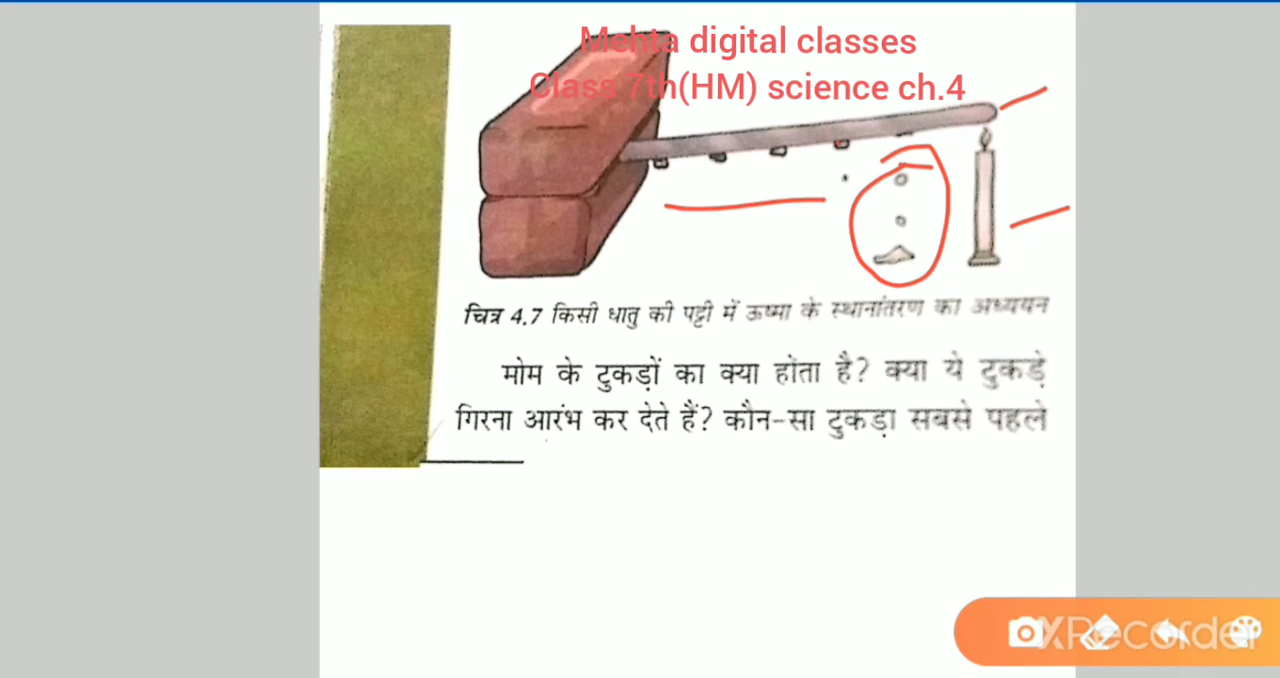 Mehta digital classes
Class 7th(HM) science ch.4
चित्र 4.7 किसी धातु की पट्टी में ऊष्मा के स्थानांतरण का अध्ययन
मोम के टुकड़ों का क्या होता है? क्या ये टुकड़े
गिरना आरंभ कर देते हैं? कौन-सा टुकड़ा सबसे पहले
XRecorder